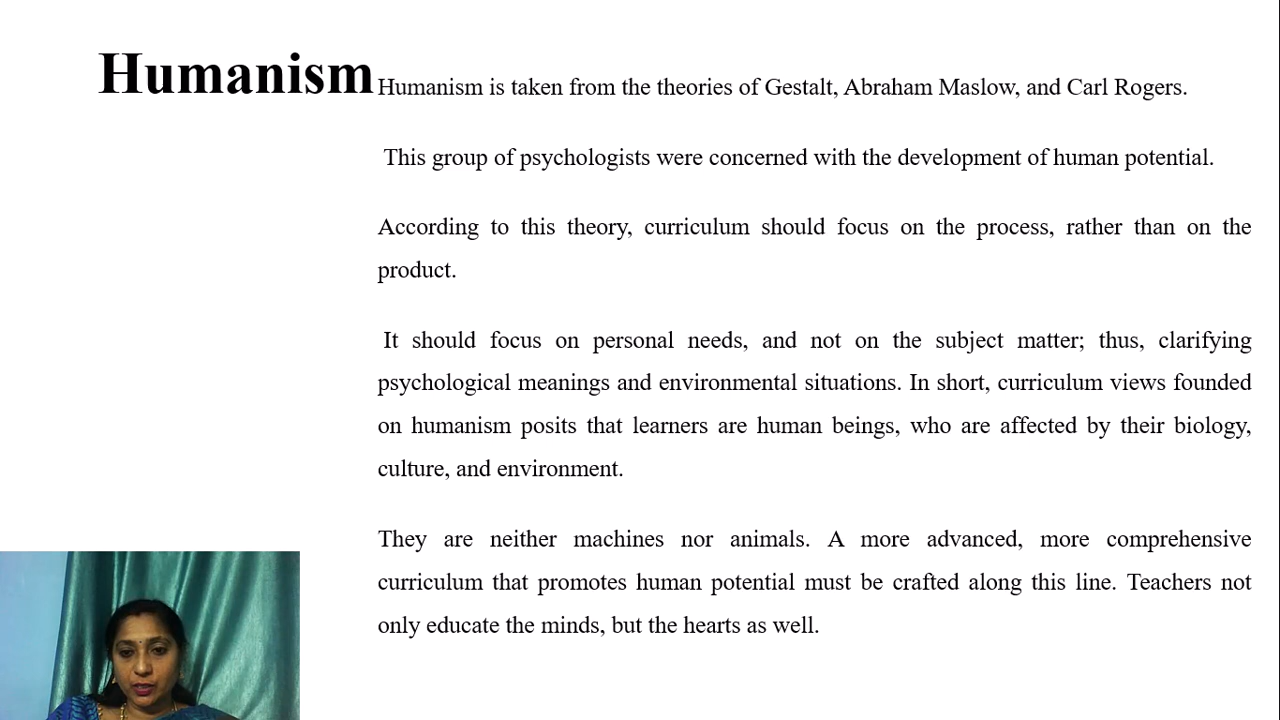 Humanism
Humanism is taken from the theories of Gestalt, Abraham Maslow, and Carl Rogers.
This group of psychologists were concerned with the development of human potential.
According to this theory, curriculum should focus on the process, rather than on the
product.
It should focus on personal needs, and not on the subject matter; thus, clarifying
psychological meanings and environmental situations. In short, curriculum views founded
on humanism posits that learners are human beings, who are affected by their biology,
culture, and environment.
They are neither machines nor animals. A more advanced, more comprehensive
curriculum that promotes human potential must be crafted along this line. Teachers not
only educate the minds, but the hearts as well.